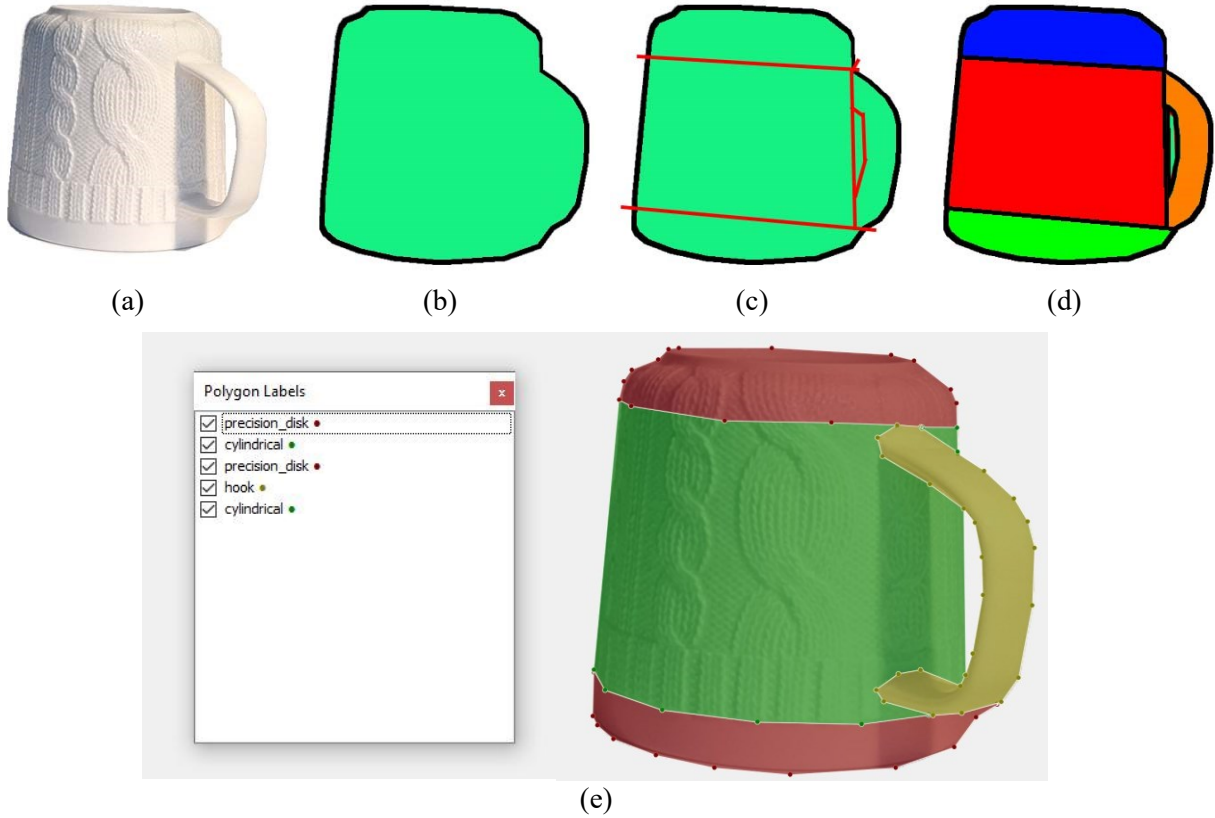 (a)
(b)
(c)
(d)
Polygon Labels
x
precision_disk
cylindrical
precision_disk
hook
cylindrical
(e)